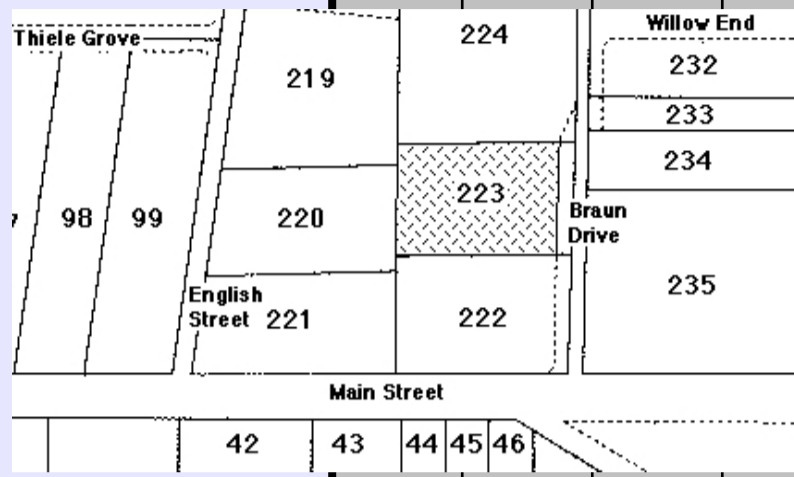 Willow End
Thiele Grove
224
232
219
233
234
223
98
99
220
Braun
Drive
235
English
Street
221
222
Main Street
42
43
44
45
46